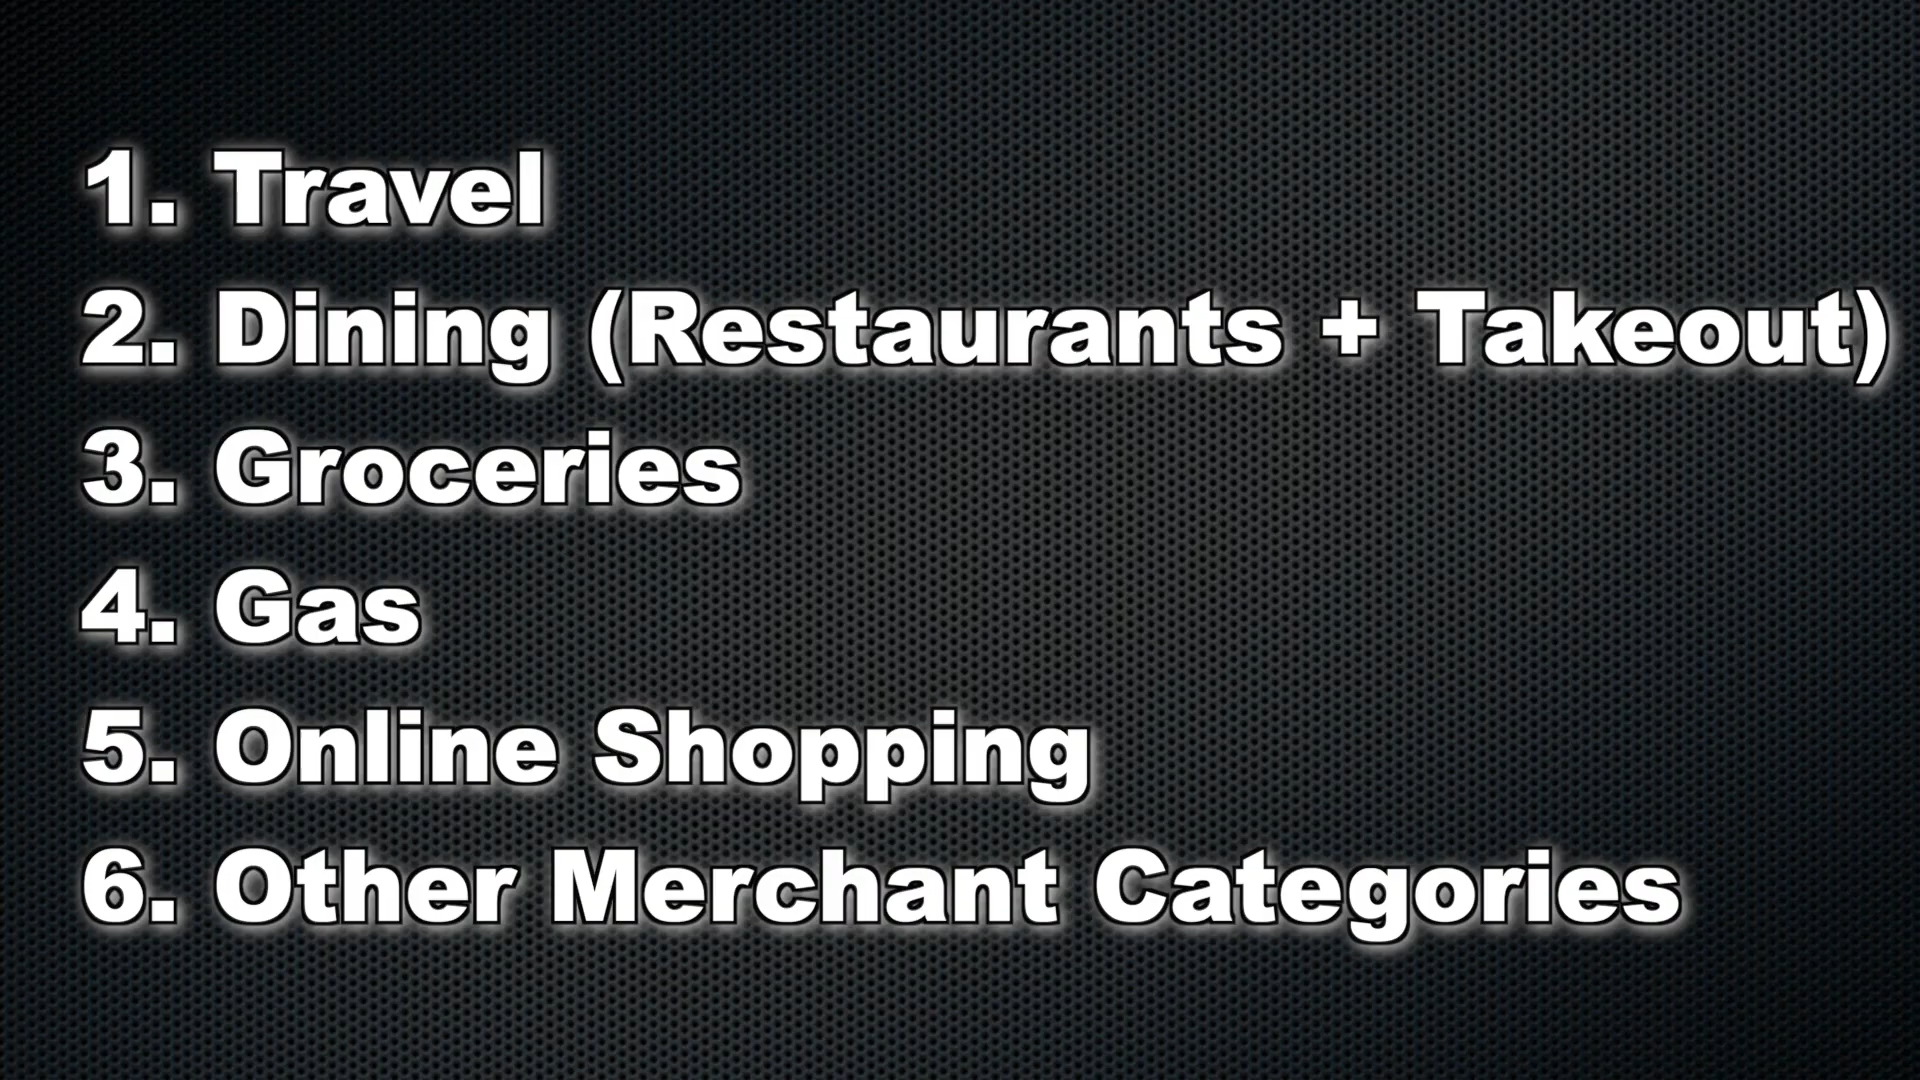 1. Travel
2. Dining (Restaurants + Takeout)
3. Groceries
4. Gas
5. Online Shopping
6. Other Merchant Categories